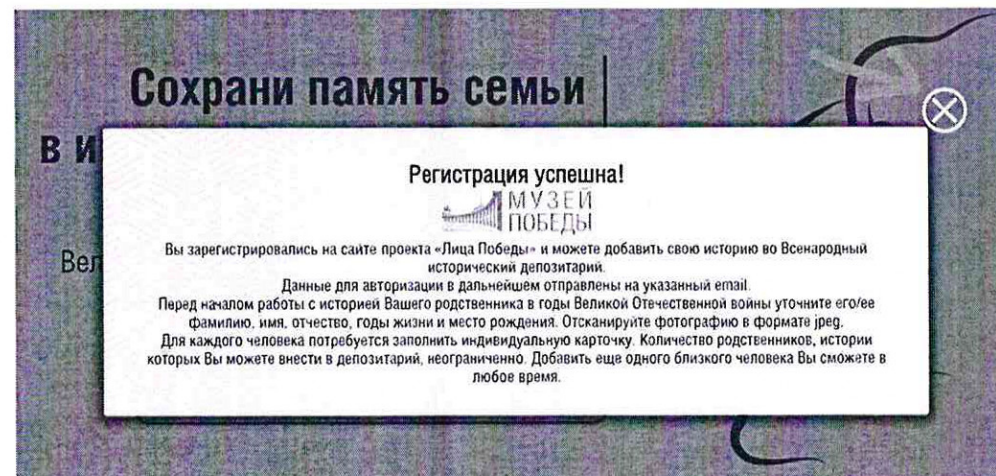 Сохрани память семьи
в и
Регистрация успешна!
МУЗЕЙ
ПОБЕДЫ
Вел
Вы зарегистрировались на сайте проекта «Лица Победы» и можете добавить свою историю во Всенародный
исторический депозитарий.
Данные для авторизации в дальнейшем отправлены на указанный email.
Перед началом работы с историей Вашего родственника в годы Великой Отечественной войны уточните его/ее
фамилию, имя, отчество, годы жизни и место рождения. Отсканируйте фотографию в формате jpeg.
Для каждого человека потребуется заполнить индивидуальную карточку. Количество родственников, истории
которых Вы можете внести в депозитарий, неограниченно. Добавить еще одного близкого человека Вы сможете в
любое время.